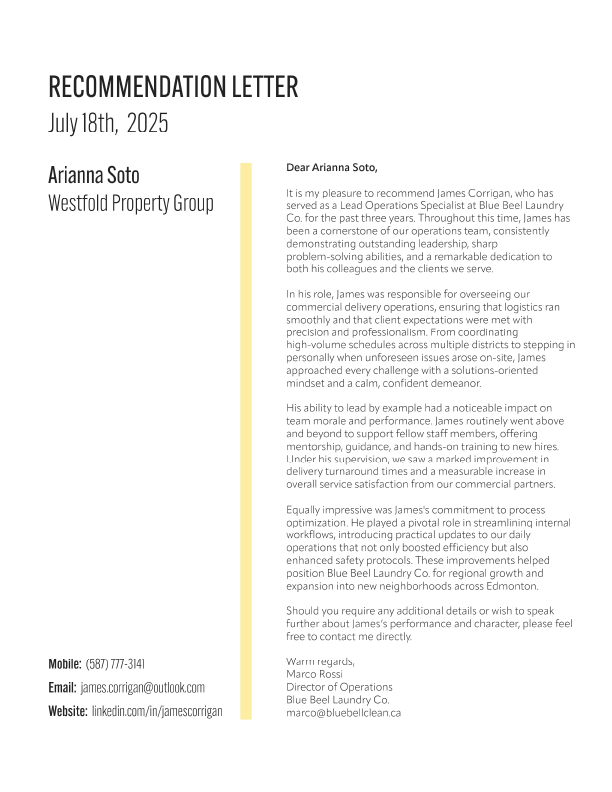 RECOMMENDATION LETTER
July 18th, 2025
Arianna Soto
Westfold Property Group
Dear Arianna Soto,
It is my pleasure to recommend James Corrigan, who has
served as a Lead Operations Specialist at Blue Beel Laundry
Co. for the past three years. Throughout this time, James has
been a cornerstone of our operations team, consistently
demonstrating outstanding leadership, sharp
problem-solving abilities, and a remarkable dedication to
both his colleagues and the clients we serve.
In his role, James was responsible for overseeing our
commercial delivery operations, ensuring that logistics ran
smoothly and that client expectations were met with
precision and professionalism. From coordinating
high-volume schedules across multiple districts to stepping in
personally when unforeseen issues arose on-site, James
approached every challenge with a solutions-oriented
mindset and a calm, confident demeanor.
His ability to lead by example had a noticeable impact on
team morale and performance. James routinely went above
and beyond to support fellow staff members, offering
mentorship, guidance, and hands-on training to new hires.
Under his supervision, we saw a marked improvement in
delivery turnaround times and a measurable increase in
overall service satisfaction from our commercial partners.
Equally impressive was James's commitment to process
optimization. He played a pivotal role in streamlining internal
workflows, introducing practical updates to our daily
operations that not only boosted efficiency but also
enhanced safety protocols. These improvements helped
position Blue Beel Laundry Co. for regional growth and
expansion into new neighborhoods across Edmonton.
Should you require any additional details or wish to speak
further about James's performance and character, please feel
free to contact me directly.
Warm regards,
Marco Rossi
Director of Operations
Blue Beel Laundry Co.
marco@bluebellclean.ca
Mobile: (587) 777-3141
Email: james.corrigan@outlook.com
Website: linkedin.com/in/jamescorrigan